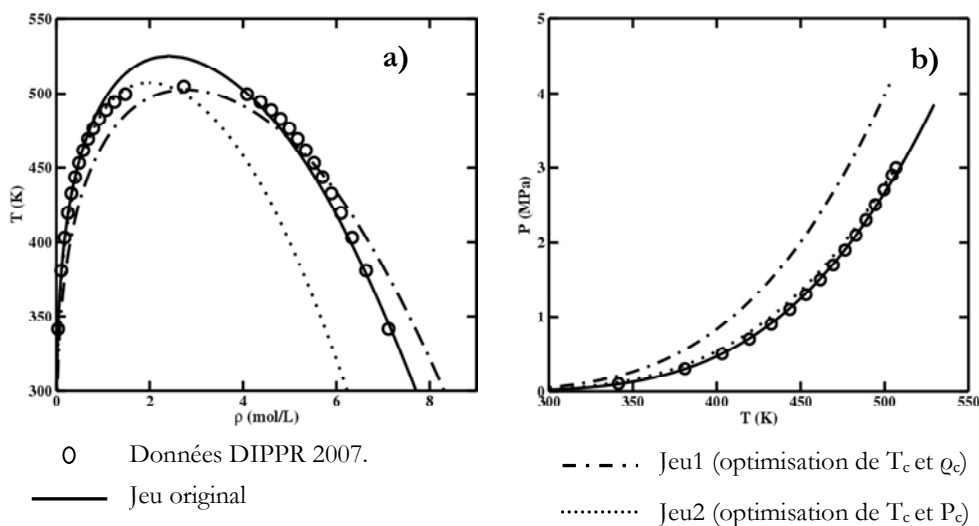 550
a)
500
450
400
350
300
T (K)
0
2
4
6
8
ρ (mol/L)
5
b)
4
3
2
1
0
P (MPa)
300
350
400
450
500
550
T (K)
Données DIPPR 2007.
Jeu original
Jeu1 (optimisation de Tc et ϱc)
Jeu2 (optimisation de Tc et Pc)